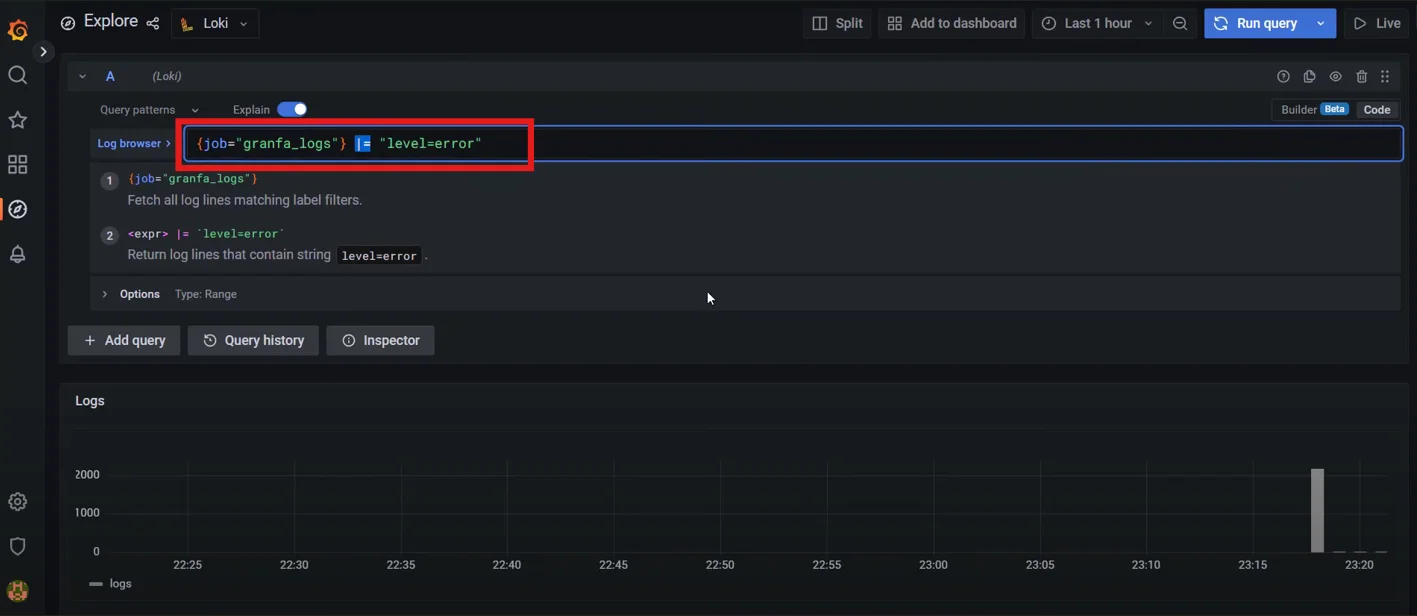 Explore Loki Split Add to dashboard Last 1 hour Run query Live
A (Loki)
Query patterns Explain Builder Beta Code
Log browser > {job="granfa_logs"} |= "level=error"
1 {job="granfa_logs"}
Fetch all log lines matching label filters.
2 <expr> |= `level=error`
Return log lines that contain string level=error .
> Options Type: Range
+ Add query Query history Inspector
Logs
2000
1000
0
22:25 22:30 22:35 22:40 22:45 22:50 22:55 23:00 23:05 23:10 23:15 23:20
logs